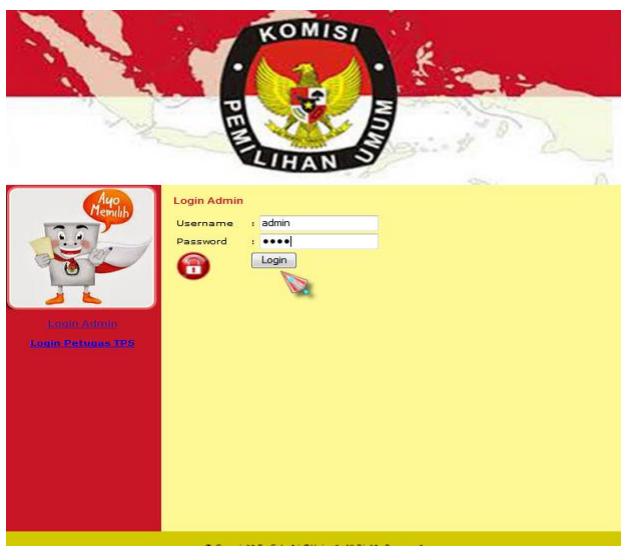 KOMISI
PEMILIHAN UMUM
Ayo
Memilih
Login Admin
Login Petugas TPS
Login Admin
Username : admin
Password : ●●●●
Login